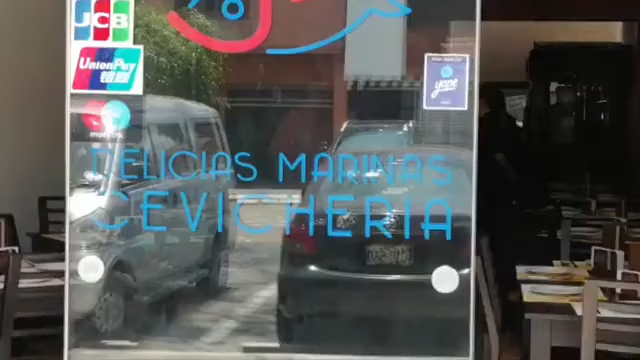 JCB
UnionPay
银联
yape
DELICIAS MARINAS
CEVICHERIA